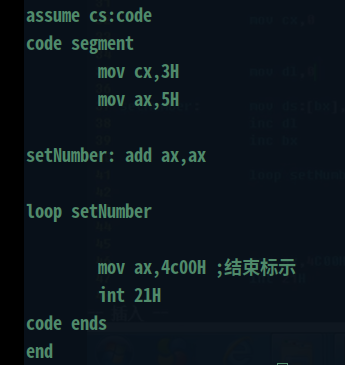 assume cs:code
code segment
mov cx,3H
mov ax,5H
setNumber: add ax,ax
loop setNumber
mov ax,4c00H ;结束标示
int 21H
code ends
end